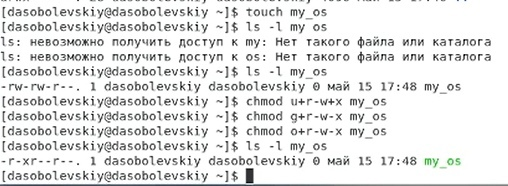 [dasobolevskiy@dasobolevskiy ~]$ touch my_os
[dasobolevskiy@dasobolevskiy ~]$ ls -l my os
ls: невозможно получить доступ к my: Нет такого файла или каталога
ls: невозможно получить доступ к os: Нет такого файла или каталога
[dasobolevskiy@dasobolevskiy ~]$ ls -l my_os
-rw-rw-r--. 1 dasobolevskiy dasobolevskiy 0 май 15 17:48 my_os
[dasobolevskiy@dasobolevskiy ~]$ chmod u+r-w+x my_os
[dasobolevskiy@dasobolevskiy ~]$ chmod g+r-w-x my_os
[dasobolevskiy@dasobolevskiy ~]$ chmod o+r-w-x my_os
[dasobolevskiy@dasobolevskiy ~]$ ls -l my_os
-r-xr--r--. 1 dasobolevskiy dasobolevskiy 0 май 15 17:48 my_os
[dasobolevskiy@dasobolevskiy ~]$